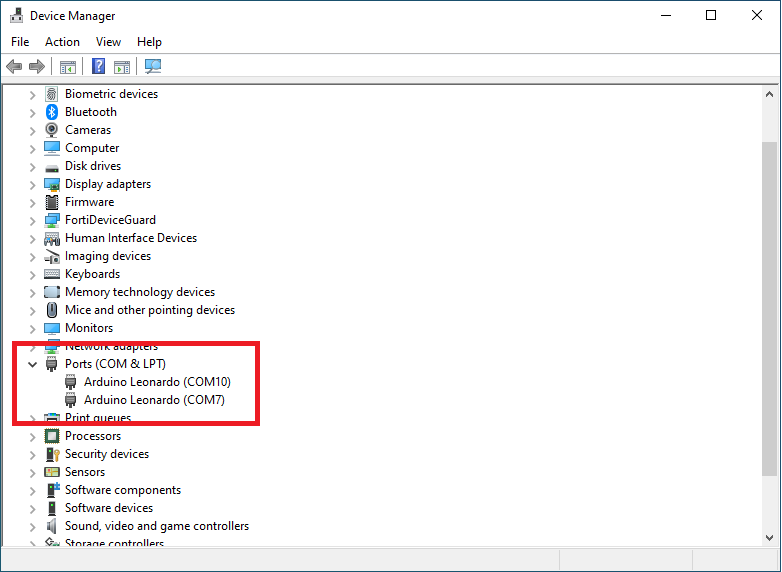 Device Manager
File Action View Help
Biometric devices
Bluetooth
Cameras
Computer
Disk drives
Display adapters
Firmware
FortiDeviceGuard
Human Interface Devices
Imaging devices
Keyboards
Memory technology devices
Mice and other pointing devices
Monitors
Network adapters
Ports (COM & LPT)
Arduino Leonardo (COM10)
Arduino Leonardo (COM7)
Print queues
Processors
Security devices
Sensors
Software components
Software devices
Sound, video and game controllers
Storage controllers